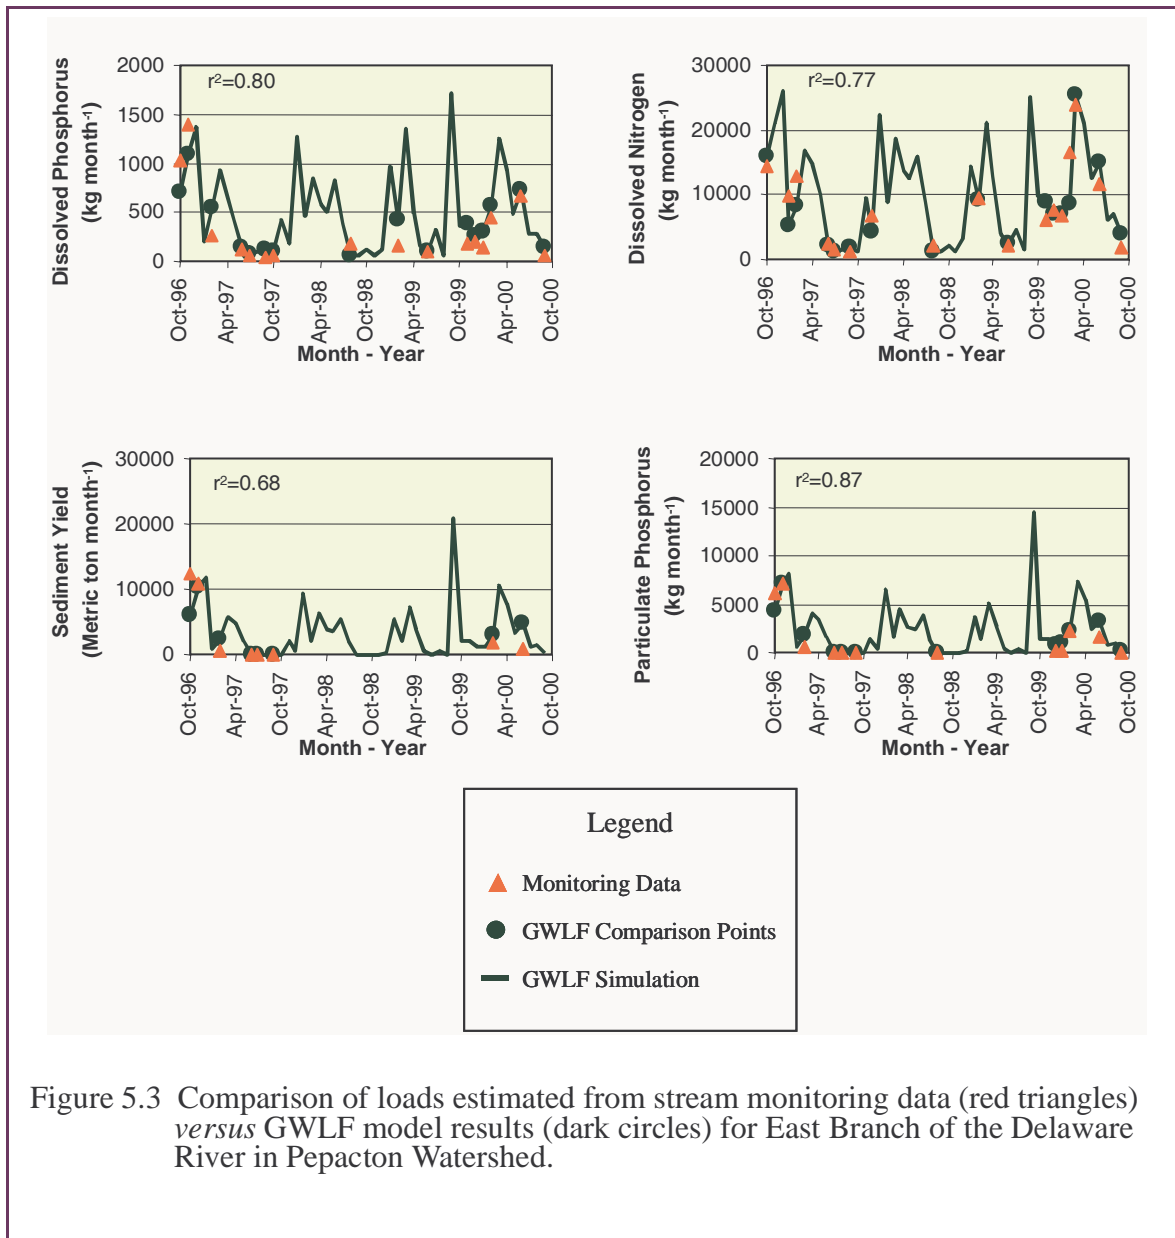 Dissolved Phosphorus
(kg month-1)
2000
1500
1000
500
0
r2=0.80
Oct-96
Apr-97
Oct-97
Apr-98
Oct-98
Apr-99
Oct-99
Apr-00
Oct-00
Month - Year
Dissolved Nitrogen
(kg month-1)
30000
20000
10000
0
r2=0.77
Oct-96
Apr-97
Oct-97
Apr-98
Oct-98
Apr-99
Oct-99
Apr-00
Oct-00
Month - Year
Sediment Yield
(Metric ton month-1)
30000
20000
10000
0
r2=0.68
Oct-96
Apr-97
Oct-97
Apr-98
Oct-98
Apr-99
Oct-99
Apr-00
Oct-00
Month - Year
Particulate Phosphorus
(kg month-1)
20000
15000
10000
5000
0
r2=0.87
Oct-96
Apr-97
Oct-97
Apr-98
Oct-98
Apr-99
Oct-99
Apr-00
Oct-00
Month - Year
Legend
Monitoring Data
GWLF Comparison Points
GWLF Simulation
Figure 5.3 Comparison of loads estimated from stream monitoring data (red triangles)
versus GWLF model results (dark circles) for East Branch of the Delaware
River in Pepacton Watershed.